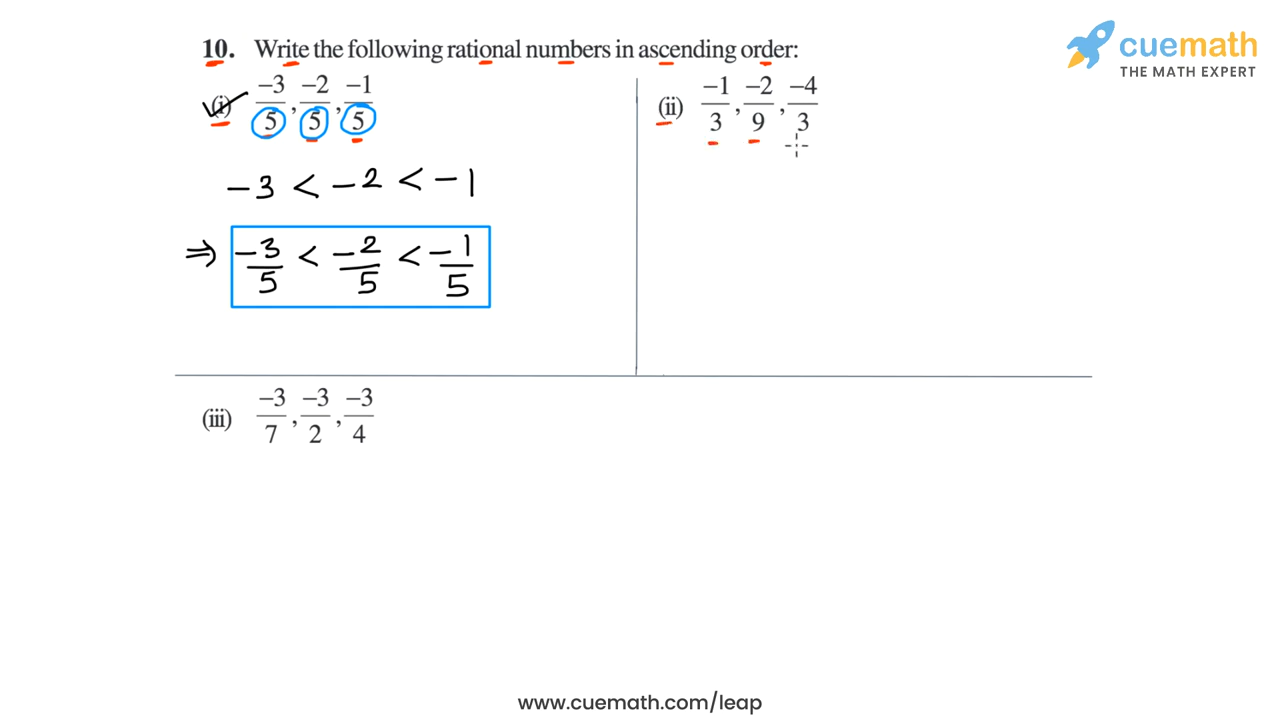 10. Write the following rational numbers in ascending order:
cuemath
THE MATH EXPERT
(i) -3/5, -2/5, -1/5
(ii) -1/3, -2/9, -4/3
-3 < -2 < -1
⇒ -3/5 < -2/5 < -1/5
(iii) -3/7, -3/2, -3/4
www.cuemath.com/leap